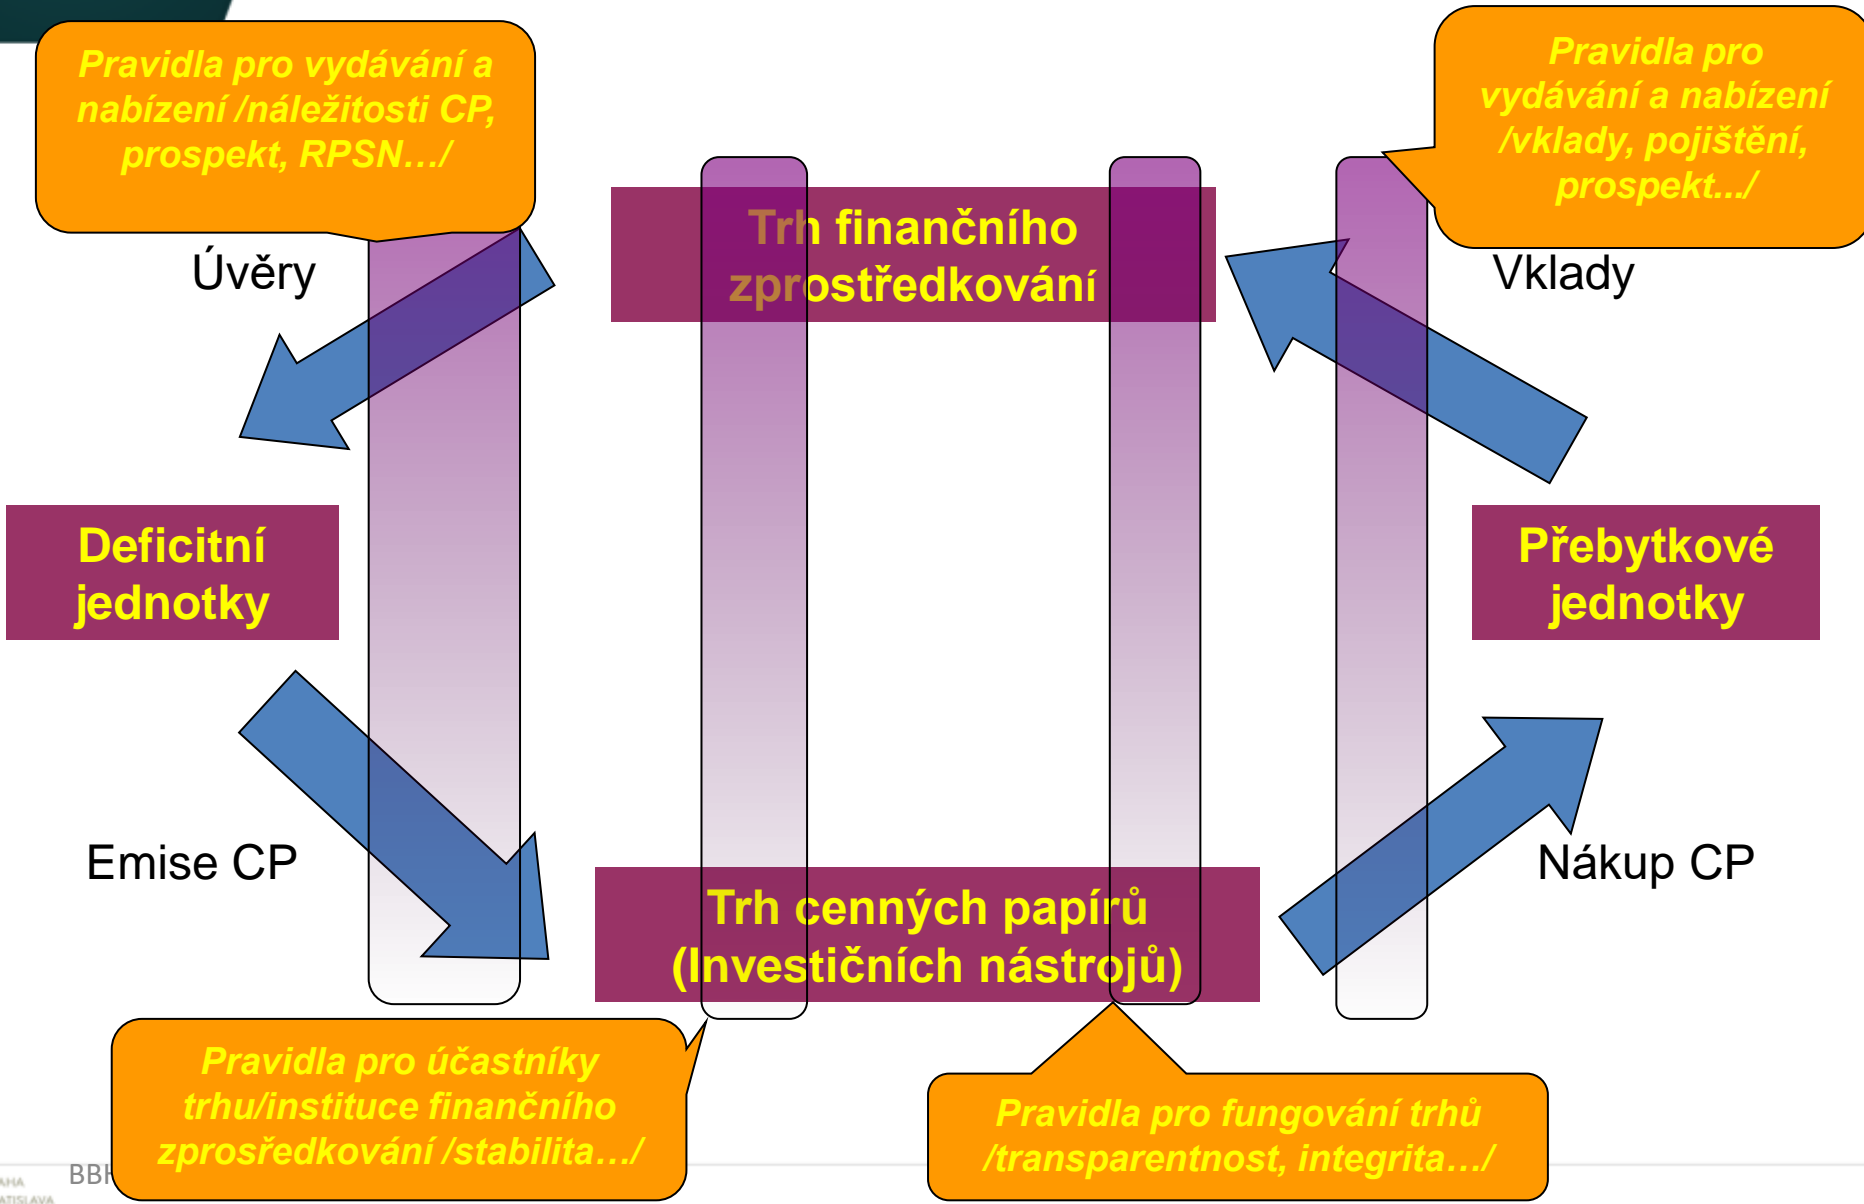 Pravidla pro vydávání a
nabízení /náležitosti CP,
prospekt, RPSN…/
Pravidla pro
vydávání a nabízení
/vklady, pojištění,
prospekt.../
Trh finančního
zprostředkování
Úvěry
Vklady
Deficitní
jednotky
Přebytkové
jednotky
Emise CP
Nákup CP
Trh cenných papírů
(Investičních nástrojů)
Pravidla pro účastníky
trhu/instituce finančního
zprosředkování /stabilita…/
Pravidla pro fungování trhů
/transparentnost, integrita…/